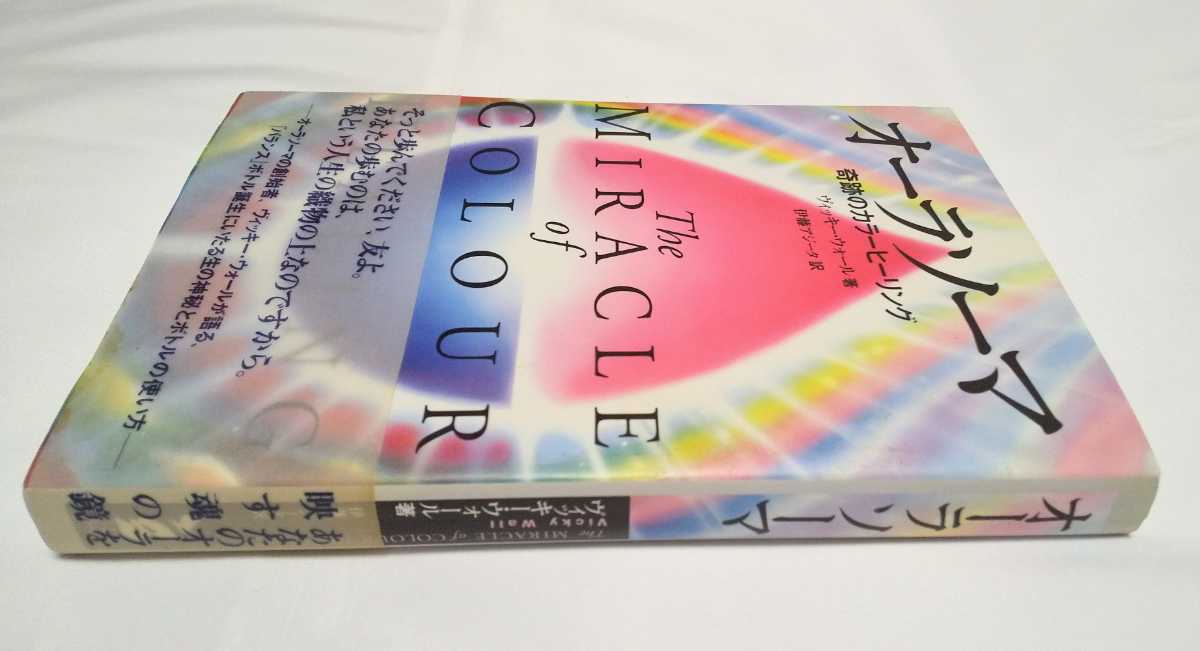 オーラソーマ
奇跡のカラーヒーリング
ヴィッキー・ウォール 著
伊藤アジータ 訳
The
MIRACLE
of
COLOUR
そっと歩んでください、友よ。
あなたの歩むのは、
私という人生の織物の上なのですから。
―オーラソーマの創始者、ヴィッキー・ウォールが語る、
「バランス」ボトル誕生にいたる生の神秘とボトルの使い方―
オーラソーマ
The MIRACLE of COLOU
Vicky Wall
ヴィッキー・ウォール 著
あなたのオーラを
映す魂の鏡